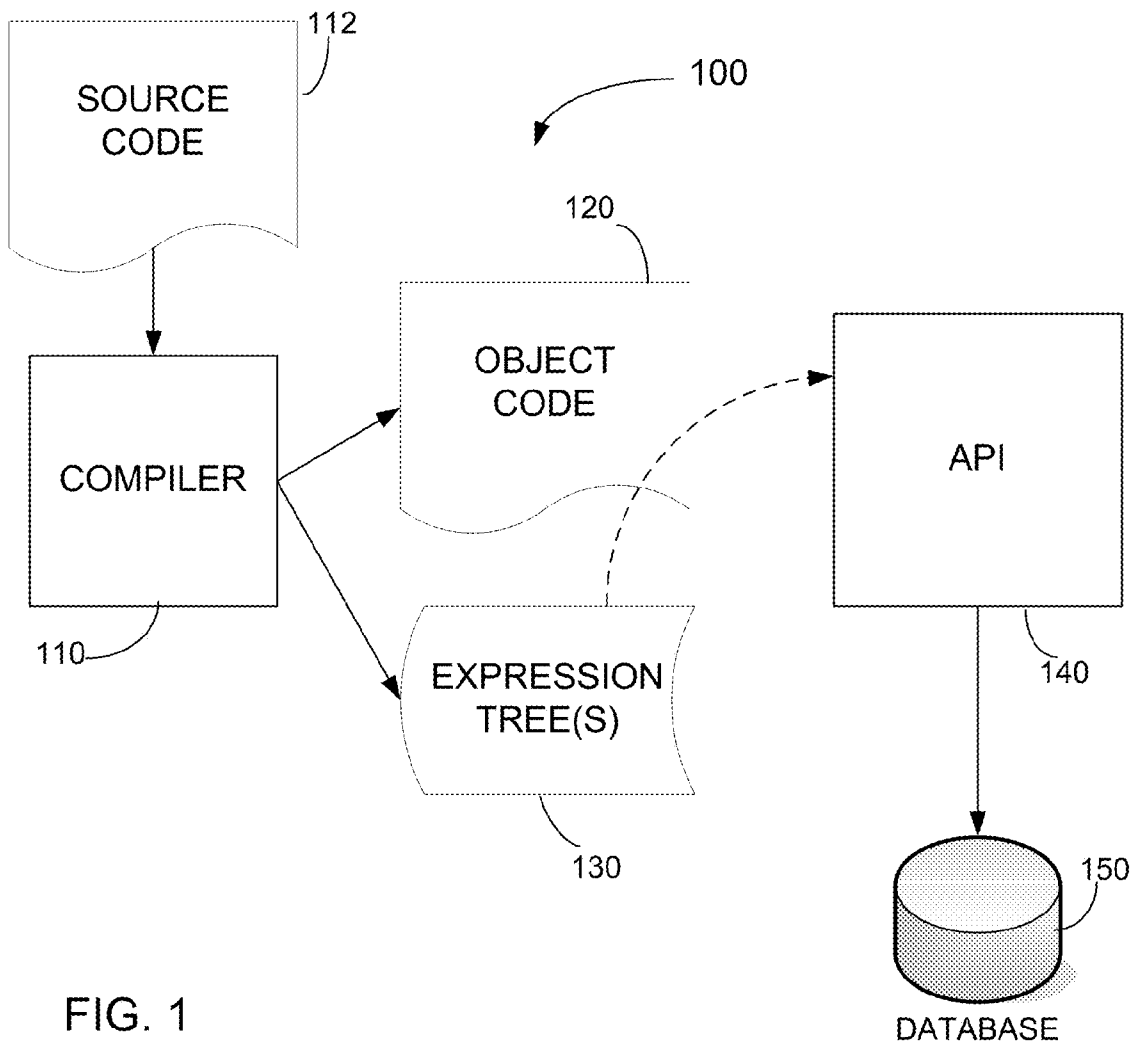 112
SOURCE
CODE
100
120
OBJECT
CODE
API
COMPILER
110
EXPRESSION
TREE(S)
140
130
150
FIG. 1
DATABASE